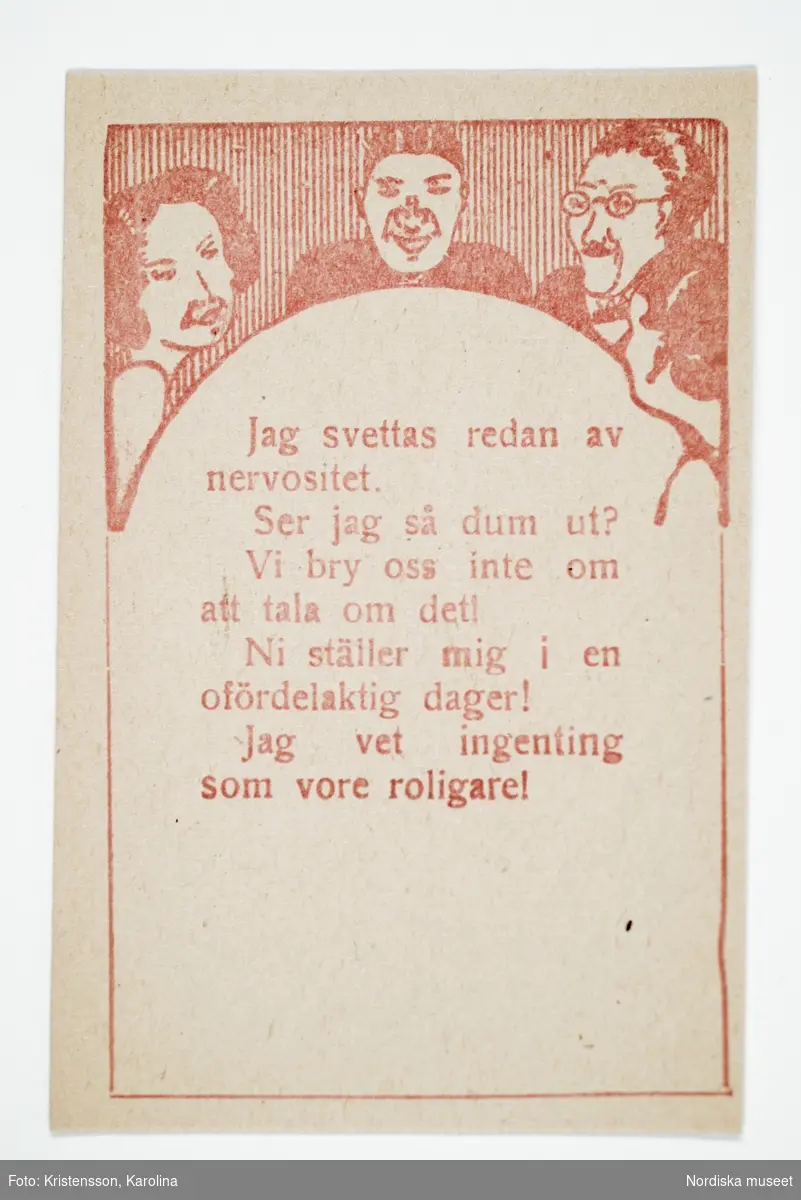 Jag svettas redan av
nervositet.
Ser jag så dum ut?
Vi bry oss inte om
att tala om det!
Ni ställer mig i en
ofördelaktig dager!
Jag vet ingenting
som vore roligare!
Foto: Kristensson, Karolina
Nordiska museet